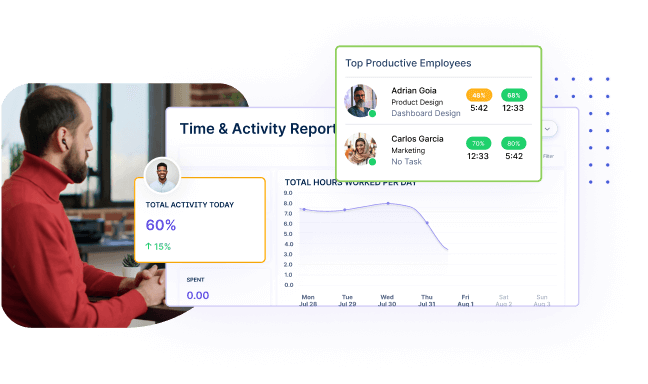 Top Productive Employees
Adrian Goia
Product Design
Dashboard Design
48% 68%
5:42 12:33
Carlos Garcia
Marketing
No Task
70% 80%
12:33 5:42
Time & Activity Report
Filter
TOTAL ACTIVITY TODAY
60%
↑ 15%
SPENT
0.00
TOTAL HOURS WORKED PER DAY
9.0
8.0
7.0
6.0
5.0
4.0
3.0
2.0
1.0
0.0
Mon Tue Wed Thu Fri Sat Sun
Jul 28 Jul 29 Jul 30 Jul 31 Aug 1 Aug 2 Aug 3